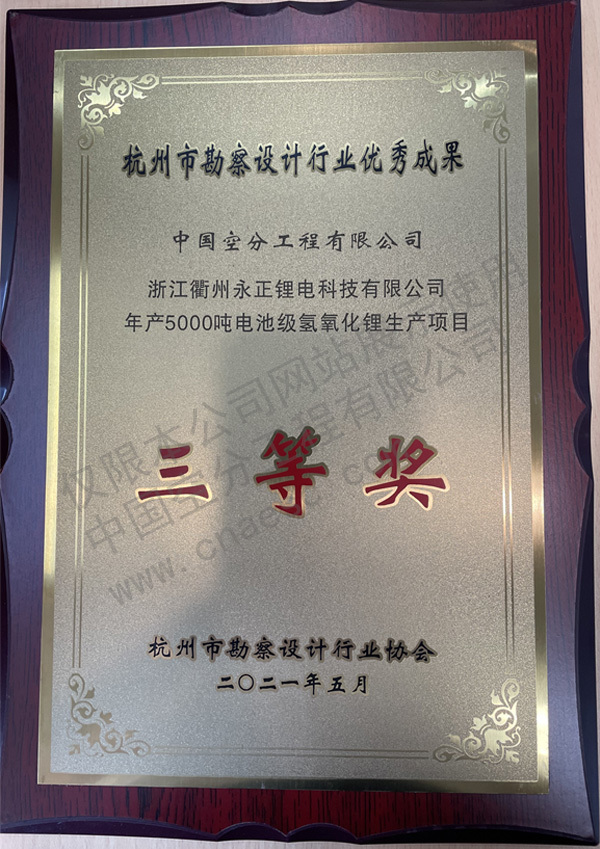 杭州市勘察设计行业优秀成果
中国空分工程有限公司
浙江衢州永正锂电科技有限公司
年产5000吨电池级氢氧化锂生产项目
三等奖
杭州市勘察设计行业协会
二〇二一年五月
仅限本公司网站展示使用
中国空分工程有限公司